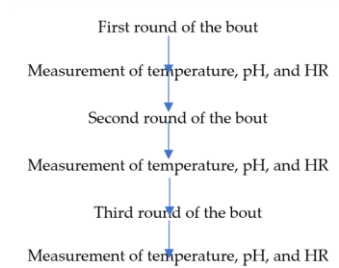 First round of the bout
Measurement of temperature, pH, and HR
Second round of the bout
Measurement of temperature, pH, and HR
Third round of the bout
Measurement of temperature, pH, and HR